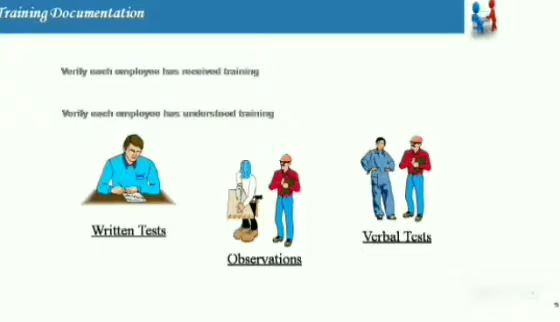 Training Documentation
Verify each employee has received training
Verify each employee has understood training
Written Tests
Observations
Verbal Tests